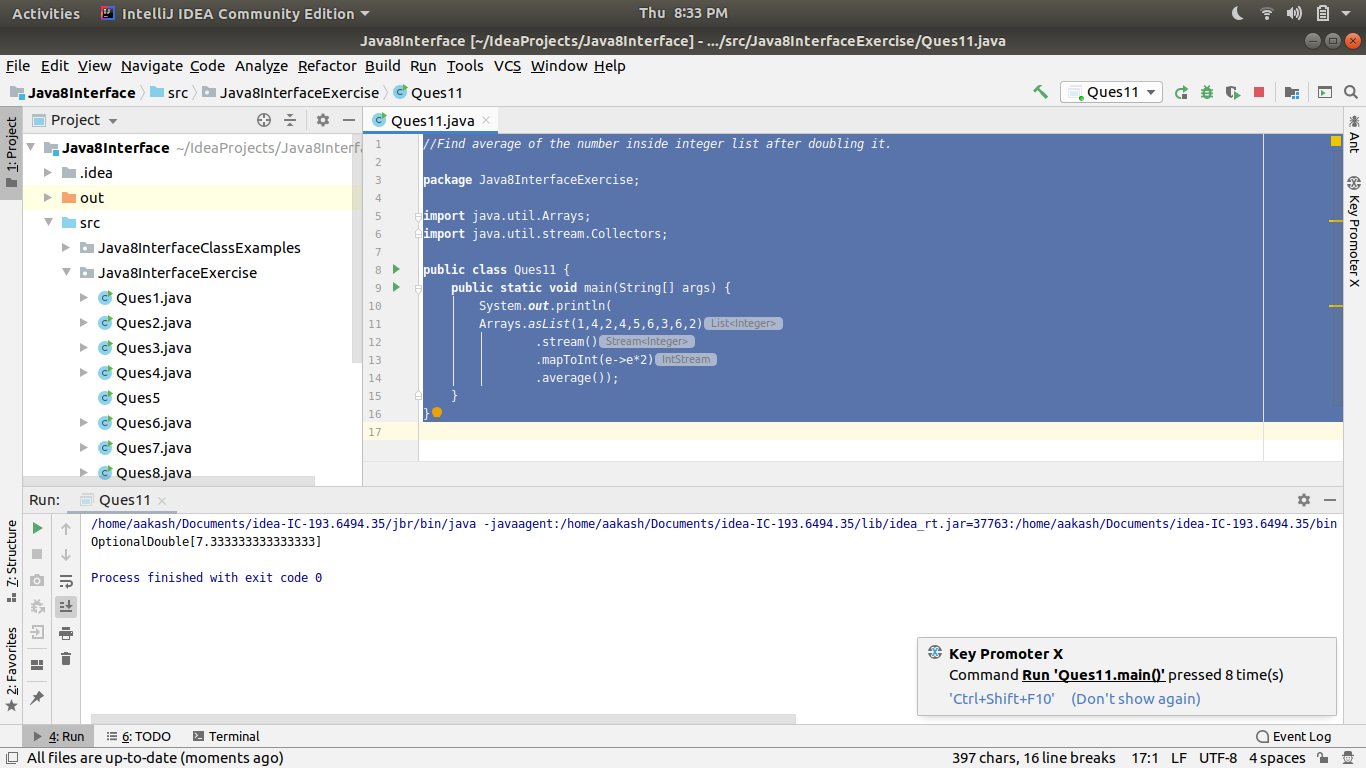 Activities IntelliJ IDEA Community Edition Thu 8:33 PM
Java8Interface [~/IdeaProjects/Java8Interface] - .../src/Java8InterfaceExercise/Ques11.java
File Edit View Navigate Code Analyze Refactor Build Run Tools VCS Window Help
Java8Interface src Java8InterfaceExercise Ques11 Ques11
1: Project
Project
Java8Interface ~/IdeaProjects/Java8Interf
.idea
out
src
Java8InterfaceClassExamples
Java8InterfaceExercise
Ques1.java
Ques2.java
Ques3.java
Ques4.java
Ques5
Ques6.java
Ques7.java
Ques8.java
Ques11.java
1 //Find average of the number inside integer list after doubling it.
2
3 package Java8InterfaceExercise;
4
5 import java.util.Arrays;
6 import java.util.stream.Collectors;
7
8 public class Ques11 {
9 public static void main(String[] args) {
10 System.out.println(
11 Arrays.asList(1,4,2,4,5,6,3,6,2) List<Integer>
12 .stream() Stream<Integer>
13 .mapToInt(e->e*2) IntStream
14 .average());
15 }
16 }
17
Ant
Key Promoter X
Run: Ques11
/home/aakash/Documents/idea-IC-193.6494.35/jbr/bin/java -javaagent:/home/aakash/Documents/idea-IC-193.6494.35/lib/idea_rt.jar=37763:/home/aakash/Documents/idea-IC-193.6494.35/bin
OptionalDouble[7.333333333333333]
Process finished with exit code 0
7: Structure
2: Favorites
Key Promoter X
Command Run 'Ques11.main()' pressed 8 time(s)
'Ctrl+Shift+F10' (Don't show again)
4: Run 6: TODO Terminal Event Log
All files are up-to-date (moments ago) 397 chars, 16 line breaks 17:1 LF UTF-8 4 spaces